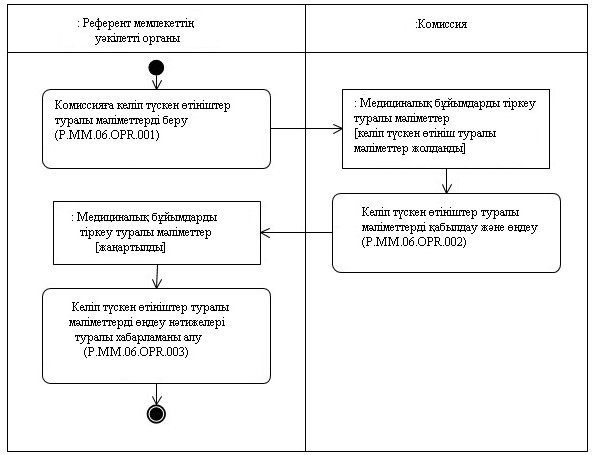 : Референт мемлекеттің
уәкілетті органы
:Комиссия
Комиссияға келіп түскен өтініштер
туралы мәліметтерді беру
(P.MM.06.OPR.001)
: Медициналық бұйымдарды тіркеу
туралы мәліметтер
[келіп түскен өтініш туралы
мәліметтер жолданды]
Келіп түскен өтініштер туралы
мәліметтерді қабылдау және өңдеу
(P.MM.06.OPR.002)
: Медициналық бұйымдарды
тіркеу туралы мәліметтер
[жаңартылды]
Келіп түскен өтініштер туралы
мәліметтерді өңдеу нәтижелері
туралы хабарламаны алу
(P.MM.06.OPR.003)